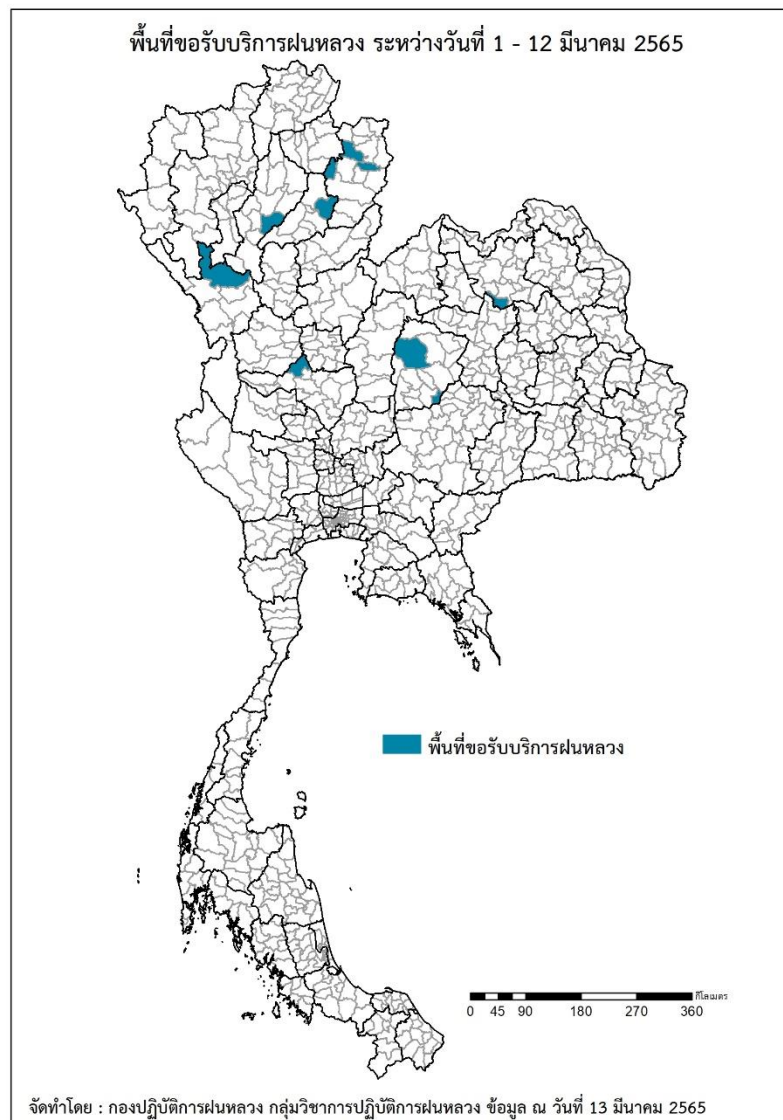 พื้นที่ขอรับบริการฝนหลวง ระหว่างวันที่ 1 - 12 มีนาคม 2565
พื้นที่ขอรับบริการฝนหลวง
กิโลเมตร
0 45 90 180 270 360
จัดทำโดย : กองปฏิบัติการฝนหลวง กลุ่มวิชาการปฏิบัติการฝนหลวง ข้อมูล ณ วันที่ 13 มีนาคม 2565